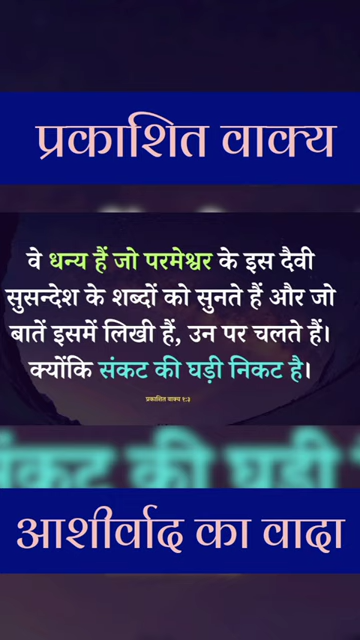 प्रकाशित वाक्य
वे धन्य हैं जो परमेश्वर के इस दैवी
सुसन्देश के शब्दों को सुनते हैं और जो
बातें इसमें लिखी हैं, उन पर चलते हैं।
क्योंकि संकट की घड़ी निकट है।
प्रकाशित वाक्य १:३
संकट की घड़ी
आशीर्वाद का वादा